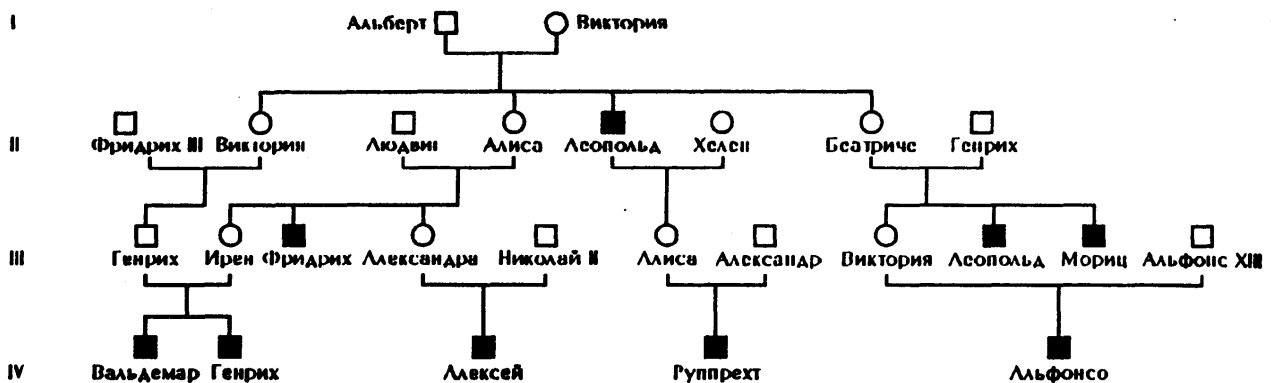 I Альберт Виктория
II Фридрих III Виктория Людвиг Алиса Леопольд Хелен Беатриче Генрих
III Генрих Ирен Фридрих Александра Николай II Алиса Александр Виктория Леопольд Мориц Альфонс XIII
IV Вальдемар Генрих Алексей Руппрехт Альфонсо